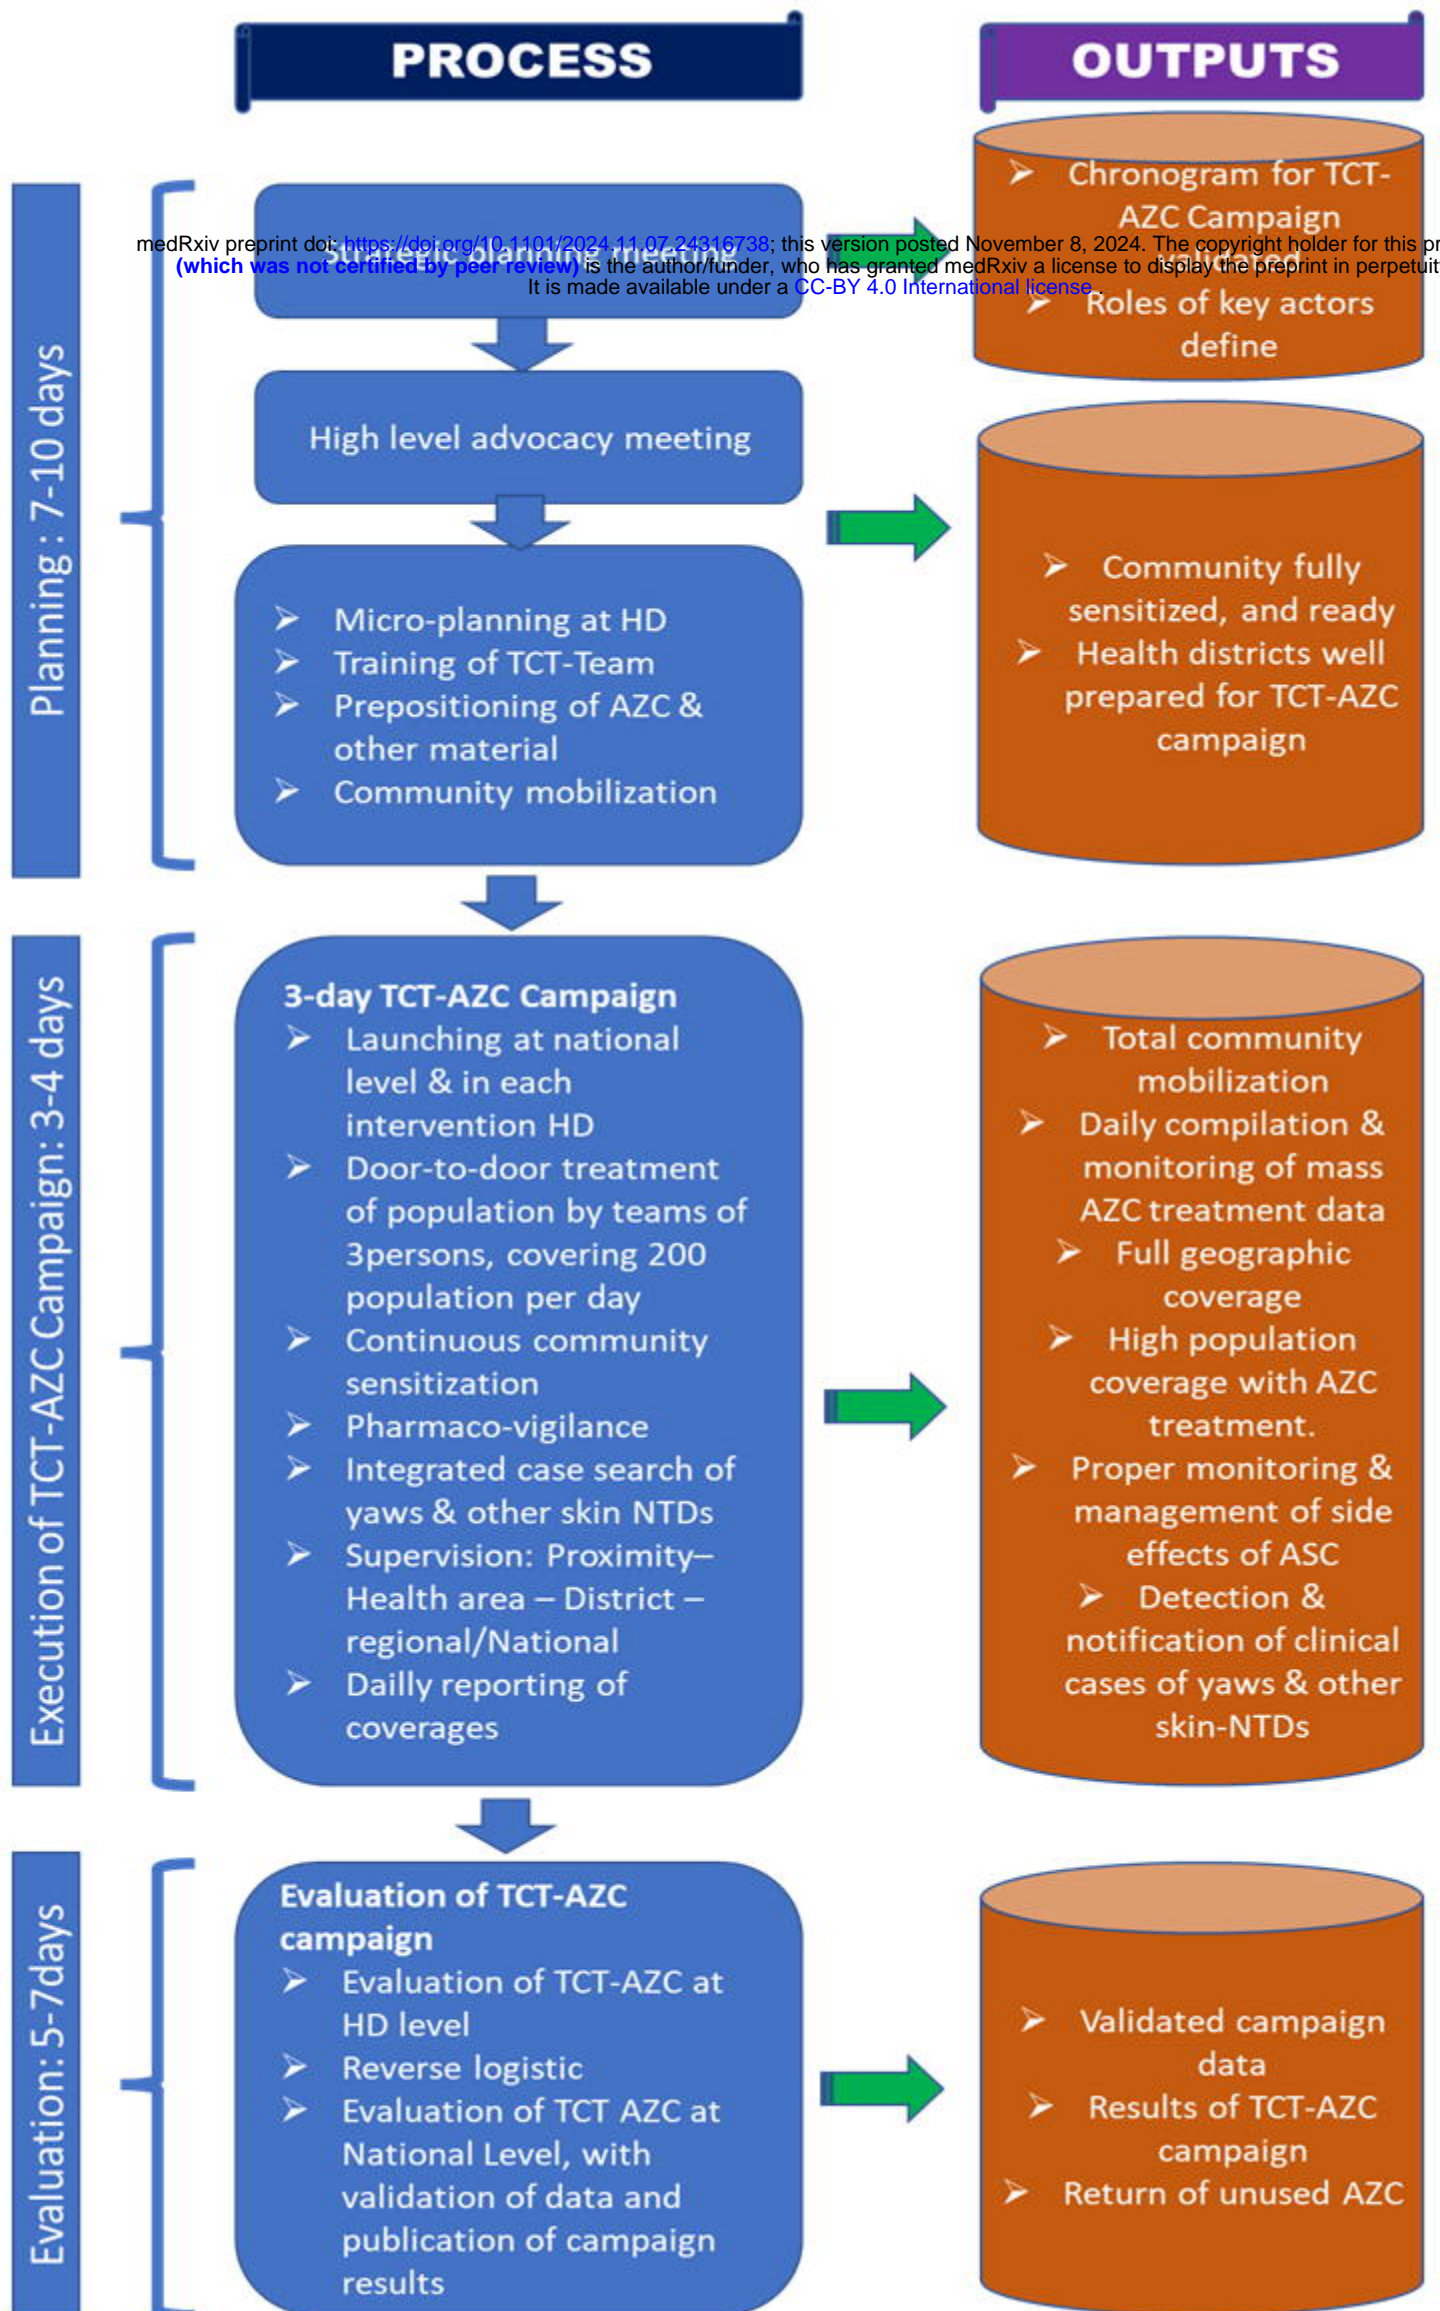 PROCESS
OUTPUTS
Planning : 7-10 days
Strategic planning meeting
➢ Chronogram for TCT-
AZC Campaign
validated
➢ Roles of key actors
define
medRxiv preprint doi: https://doi.org/10.1101/2024.11.07.24316738; this version posted November 8, 2024. The copyright holder for this pr
(which was not certified by peer review) is the author/funder, who has granted medRxiv a license to display the preprint in perpetuit
It is made available under a CC-BY 4.0 International license .
High level advocacy meeting
➢ Micro-planning at HD
➢ Training of TCT-Team
➢ Prepositioning of AZC &
other material
➢ Community mobilization
➢ Community fully
sensitized, and ready
➢ Health districts well
prepared for TCT-AZC
campaign
Execution of TCT-AZC Campaign: 3-4 days
3-day TCT-AZC Campaign
➢ Launching at national
level & in each
intervention HD
➢ Door-to-door treatment
of population by teams of
3persons, covering 200
population per day
➢ Continuous community
sensitization
➢ Pharmaco-vigilance
➢ Integrated case search of
yaws & other skin NTDs
➢ Supervision: Proximity–
Health area – District –
regional/National
➢ Dailly reporting of
coverages
➢ Total community
mobilization
➢ Daily compilation &
monitoring of mass
AZC treatment data
➢ Full geographic
coverage
➢ High population
coverage with AZC
treatment.
➢ Proper monitoring &
management of side
effects of ASC
➢ Detection &
notification of clinical
cases of yaws & other
skin-NTDs
Evaluation: 5-7days
Evaluation of TCT-AZC
campaign
➢ Evaluation of TCT-AZC at
HD level
➢ Reverse logistic
➢ Evaluation of TCT AZC at
National Level, with
validation of data and
publication of campaign
results
➢ Validated campaign
data
➢ Results of TCT-AZC
campaign
➢ Return of unused AZC